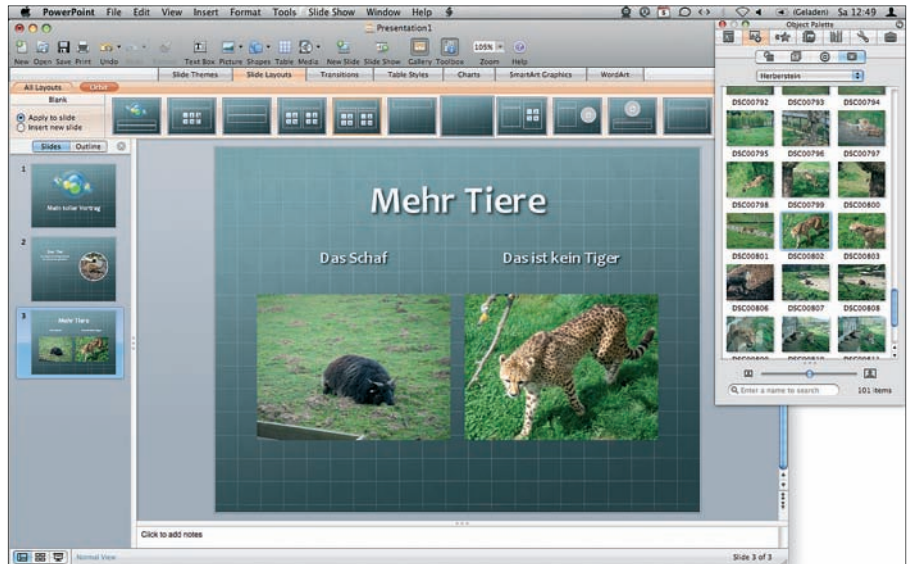 PowerPoint File Edit View Insert Format Tools Slide Show Window Help (Geladen) Sa 12:49
Presentation1
New Open Save Print Undo Text Box Picture Shapes Table Media New Slide Slide Show Gallery Toolbox Zoom Help
105%
Slide Themes Slide Layouts Transitions Table Styles Charts SmartArt Graphics WordArt
All Layouts Orbit
Blank
Apply to slide
Insert new slide
Slides Outline
1
Mein toller Vortrag
2
3
Mehr Tiere
Mehr Tiere
Das Schaf Das ist kein Tiger
Click to add notes
Normal View Slide 3 of 3
Object Palette
Herberstein
DSC00792 DSC00793 DSC00794
DSC00795 DSC00796 DSC00797
DSC00798 DSC00799 DSC00800
DSC00801 DSC00802 DSC00803
DSC00806 DSC00807 DSC00808
Enter a name to search 101 items